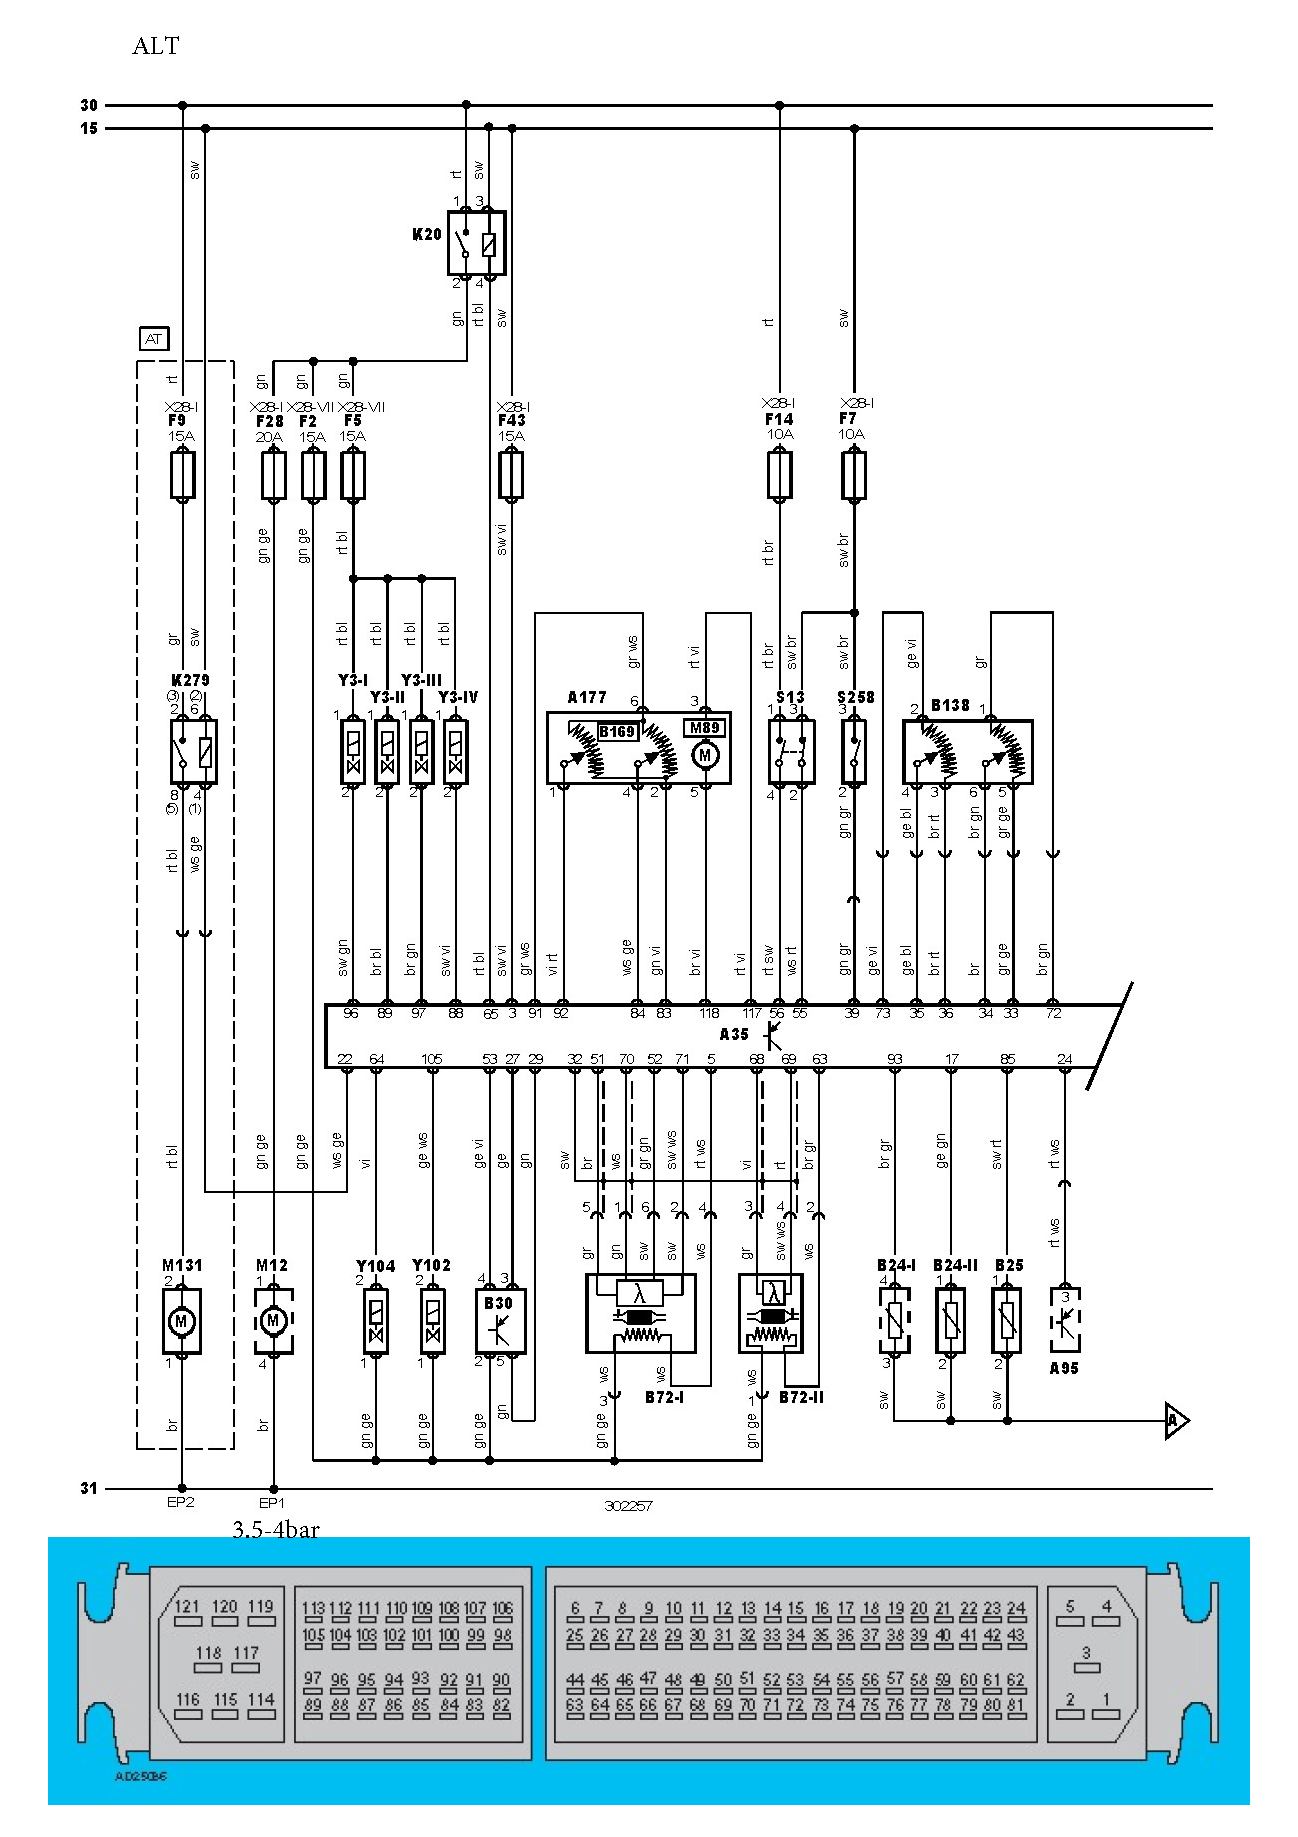 ALT
30
15
sw
rt
sw
1 3
K20
2 4
gn
rt bl
sw
rt
sw
AT
rt
gn
gn
gn
X28-I X28-I X28-VII X28-VII X28-I X28-I X28-I
F9 F28 F2 F5 F43 F14 F7
15A 20A 15A 15A 15A 10A 10A
gn ge
gn ge
rt bl
sw vi
rt br
sw br
gr
sw
rt bl
rt bl
rt bl
rt bl
gr ws
rt vi
rt br
sw br
sw br
ge vi
gr
K279 Y3-I Y3-II Y3-III Y3-IV A177 S13 S258 B138
(3) (2)
2 6 1 1 1 1 6 3 1 3 1 2 1
B169 M89
M
8 4 2 2 2 2 1 4 2 5 4 2 2 4 3 6 5
(5) (1)
rt bl
ws ge
gn gr
ge bl
br rt
br gn
gr ge
sw gn
br bl
br gn
sw vi
rt bl
sw vi
gr ws
vi rt
ws ge
gn vi
br vi
rt vi
rt sw
ws rt
gn gr
ge vi
ge bl
br rt
br
gr ge
br gn
96 89 97 88 65 3 91 92 84 83 118 117 56 55 39 73 35 36 34 33 72
A35
22 64 105 53 27 29 32 51 70 52 71 5 68 69 63 93 17 85 24
rt bl
gn ge
gn ge
ws ge
vi
ge ws
ge vi
ge
gn
sw
br
ws
gr gn
sw ws
rt ws
vi
rt
br gr
br gr
ge gn
sw rt
rt ws
5 1 6 2 4 3 4 2
gr
gn
sw
sw
ws
gr
sw ws
ws
rt ws
M131 M12 Y104 Y102 B24-I B24-II B25
2 1 2 2 4 3 4 1 1 3
M M B30 λ λ
1 4 1 1 2 5 3 2 2
A95
ws
ws
ws
3 B72-I 1 B72-II
br
br
gn ge
gn ge
gn ge
gn
gn ge
gn ge
sw
sw
sw
A
31
EP2 EP1 302257
3.5-4bar
121 120 119 113 112 111 110 109 108 107 106 6 7 8 9 10 11 12 13 14 15 16 17 18 19 20 21 22 23 24 5 4
105 104 103 102 101 100 99 98 25 26 27 28 29 30 31 32 33 34 35 36 37 38 39 40 41 42 43
118 117 3
97 96 95 94 93 92 91 90 44 45 46 47 48 49 50 51 52 53 54 55 56 57 58 59 60 61 62
116 115 114 89 88 87 86 85 84 83 82 63 64 65 66 67 68 69 70 71 72 73 74 75 76 77 78 79 80 81 2 1